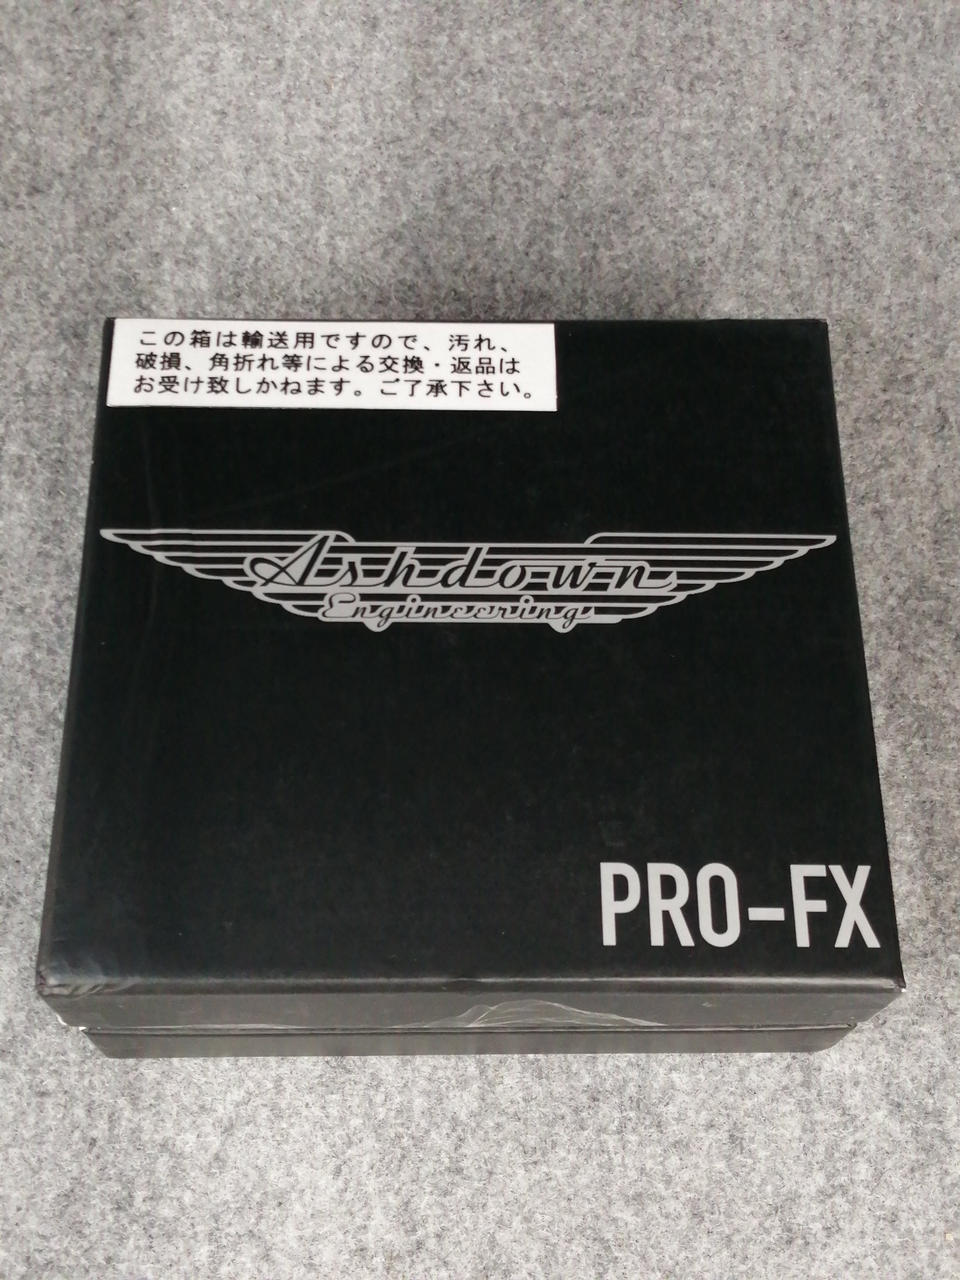 この箱は輸送用ですので、汚れ、
破損、角折れ等による交換・返品は
お受け致しかねます。ご了承下さい。
Ashdown
Engineering
PRO-FX